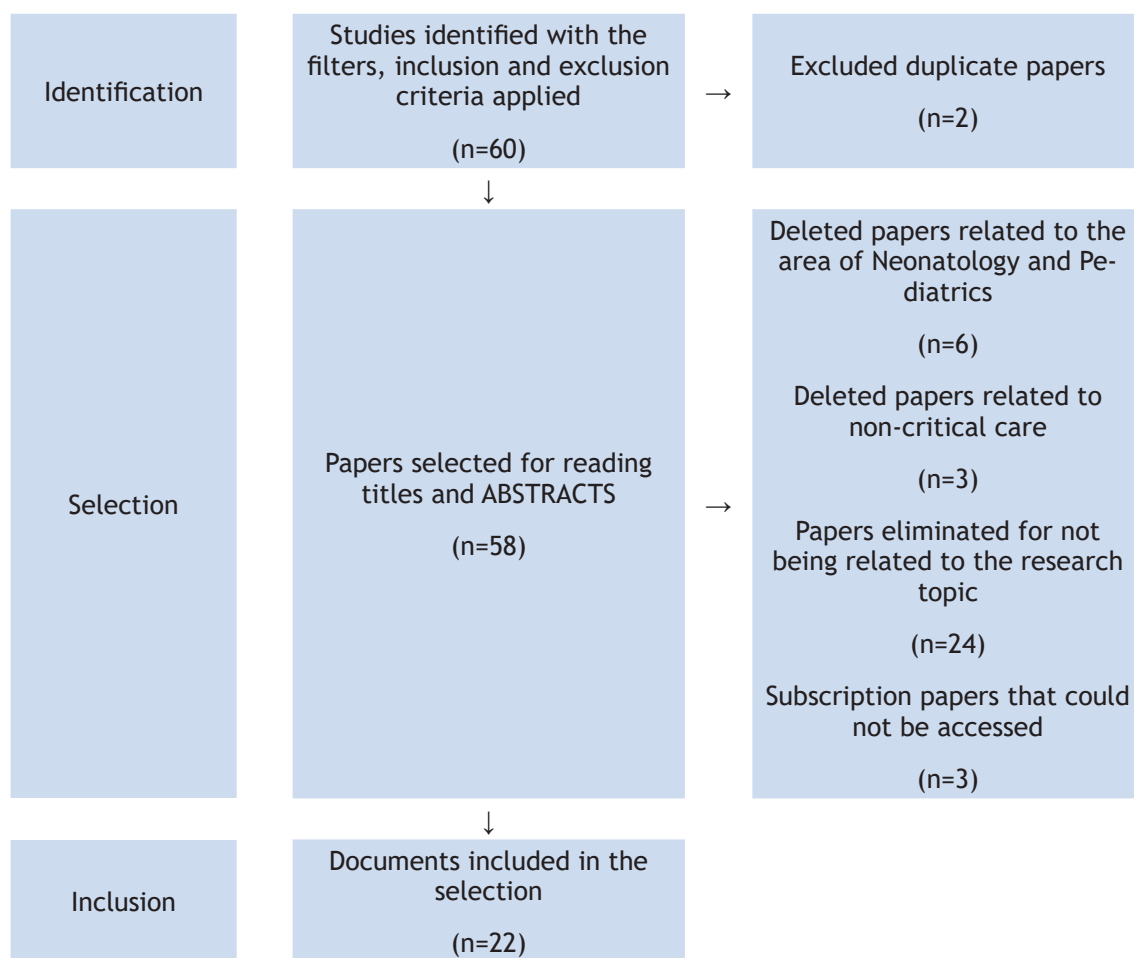 Identification
Studies identified with the
filters, inclusion and exclusion
criteria applied
(n=60)
→
Excluded duplicate papers
(n=2)
↓
Selection
Papers selected for reading
titles and ABSTRACTS
(n=58)
→
Deleted papers related to the
area of Neonatology and Pe-
diatrics
(n=6)
Deleted papers related to
non-critical care
(n=3)
Papers eliminated for not
being related to the research
topic
(n=24)
Subscription papers that could
not be accessed
(n=3)
↓
Inclusion
Documents included in the
selection
(n=22)